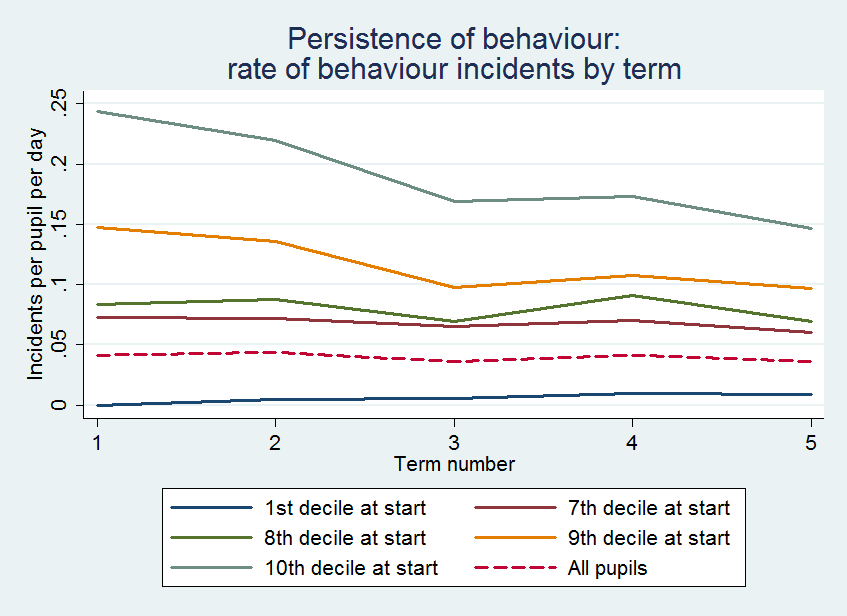 Persistence of behaviour:
rate of behaviour incidents by term
Incidents per pupil per day
.25
.2
.15
.1
.05
0
1 2 3 4 5
Term number
1st decile at start 7th decile at start
8th decile at start 9th decile at start
10th decile at start All pupils